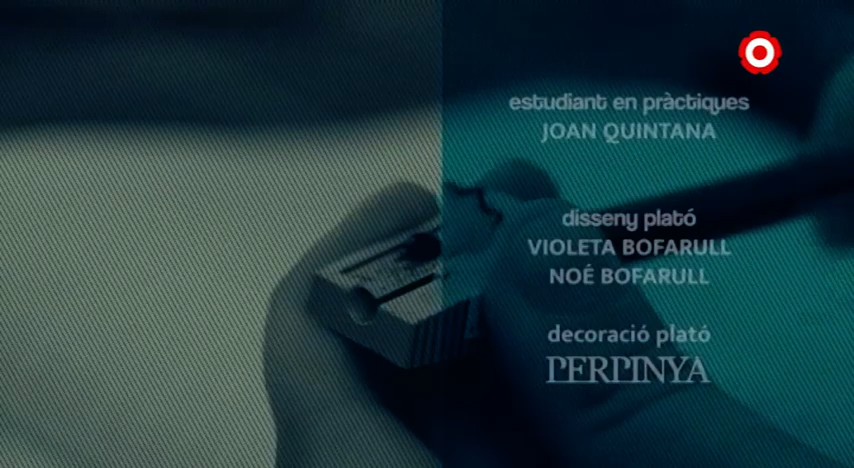 estudiant en pràctiques
JOAN QUINTANA
disseny plató
VIOLETA BOFARULL
NOÉ BOFARULL
decoració plató
PERPINYA